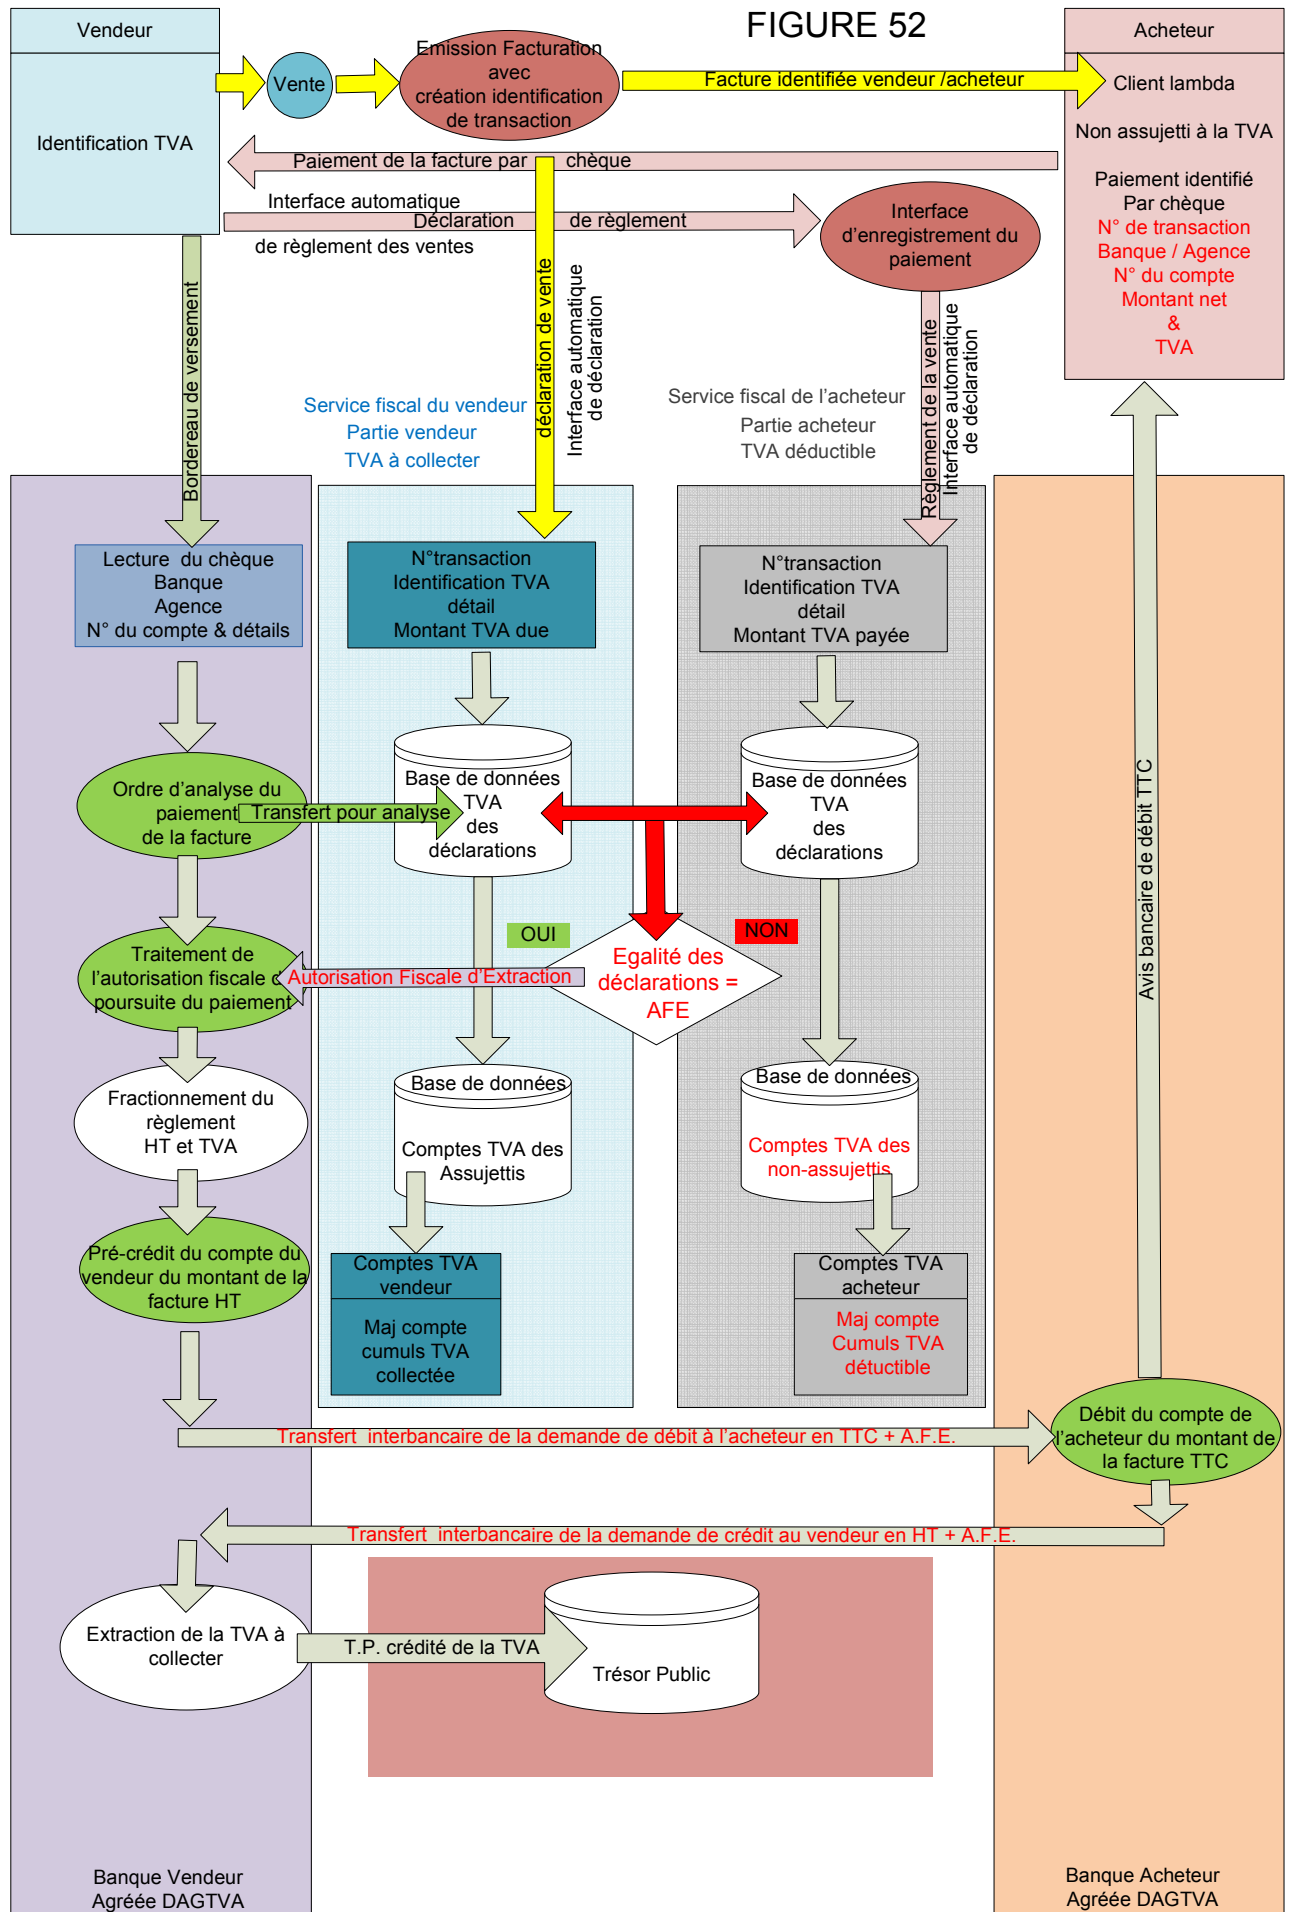 FIGURE 52
Vendeur
Identification TVA
Vente
Emission Facturation
avec
création identification
de transaction
Facture identifiée vendeur /acheteur
Acheteur
Client lambda
Non assujetti à la TVA
Paiement identifié
Par chèque
N° de transaction
Banque / Agence
N° du compte
Montant net
&
TVA
Paiement de la facture par chèque
Interface automatique
Déclaration de règlement
de règlement des ventes
Interface
d'enregistrement du
paiement
Bordereau de versement
déclaration de vente
Interface automatique
de déclaration
Règlement de la vente
Interface automatique
de déclaration
Service fiscal du vendeur
Partie vendeur
TVA à collecter
Service fiscal de l'acheteur
Partie acheteur
TVA déductible
Lecture du chèque
Banque
Agence
N° du compte & détails
N°transaction
Identification TVA
détail
Montant TVA due
N°transaction
Identification TVA
détail
Montant TVA payée
Ordre d'analyse du
paiement
de la facture
Transfert pour analyse
Base de données
TVA
des
déclarations
Base de données
TVA
des
déclarations
Avis bancaire de débit TTC
OUI
NON
Egalité des
déclarations =
AFE
Autorisation Fiscale d'Extraction
Traitement de
l'autorisation fiscale
poursuite du paiement
Fractionnement du
règlement
HT et TVA
Base de données
Comptes TVA des
Assujettis
Base de données
Comptes TVA des
non-assujettis
Pré-crédit du compte du
vendeur du montant de la
facture HT
Comptes TVA
vendeur
Maj compte
cumuls TVA
collectée
Comptes TVA
acheteur
Maj compte
Cumuls TVA
détuctible
Transfert interbancaire de la demande de débit à l'acheteur en TTC + A.F.E.
Débit du compte de
l'acheteur du montant de
la facture TTC
Transfert interbancaire de la demande de crédit au vendeur en HT + A.F.E.
Extraction de la TVA à
collecter
T.P. crédité de la TVA
Trésor Public
Banque Vendeur
Agréée DAGTVA
Banque Acheteur
Agréée DAGTVA